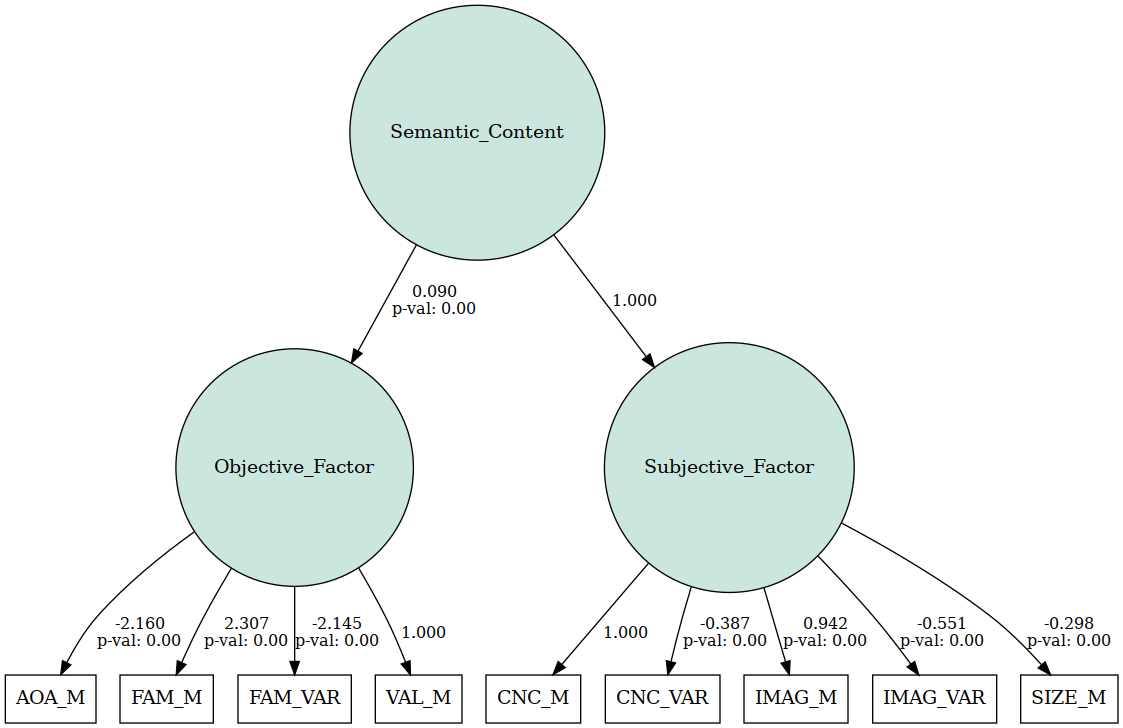 Semantic_Content
0.090
p-val: 0.00
1.000
Objective_Factor
Subjective_Factor
-2.160
p-val: 0.00
2.307
p-val: 0.00
-2.145
p-val: 0.00
1.000
1.000
-0.387
p-val: 0.00
0.942
p-val: 0.00
-0.551
p-val: 0.00
-0.298
p-val: 0.00
AOA_M
FAM_M
FAM_VAR
VAL_M
CNC_M
CNC_VAR
IMAG_M
IMAG_VAR
SIZE_M